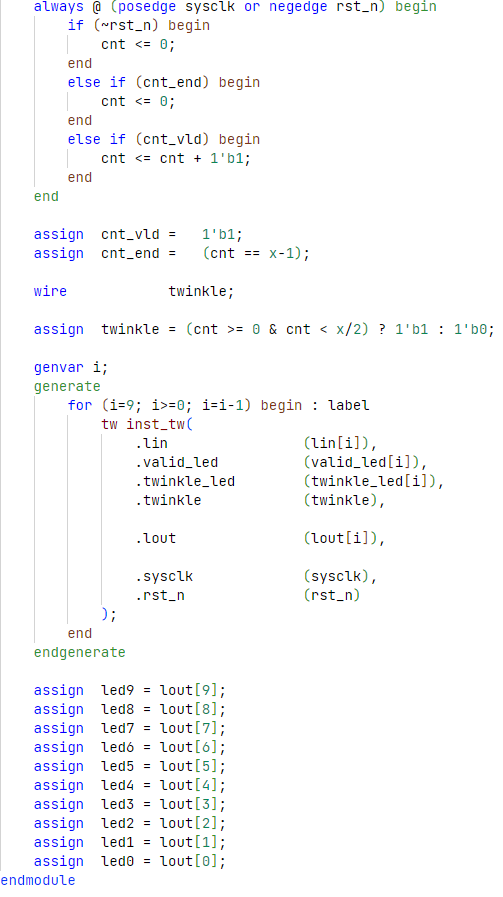 always @ (posedge sysclk or negedge rst_n) begin
if (~rst_n) begin
cnt <= 0;
end
else if (cnt_end) begin
cnt <= 0;
end
else if (cnt_vld) begin
cnt <= cnt + 1'b1;
end
end
assign cnt_vld = 1'b1;
assign cnt_end = (cnt == x-1);
wire twinkle;
assign twinkle = (cnt >= 0 & cnt < x/2) ? 1'b1 : 1'b0;
genvar i;
generate
for (i=9; i>=0; i=i-1) begin : label
tw inst_tw(
.lin (lin[i]),
.valid_led (valid_led[i]),
.twinkle_led (twinkle_led[i]),
.twinkle (twinkle),
.lout (lout[i]),
.sysclk (sysclk),
.rst_n (rst_n)
);
end
endgenerate
assign led9 = lout[9];
assign led8 = lout[8];
assign led7 = lout[7];
assign led6 = lout[6];
assign led5 = lout[5];
assign led4 = lout[4];
assign led3 = lout[3];
assign led2 = lout[2];
assign led1 = lout[1];
assign led0 = lout[0];
endmodule